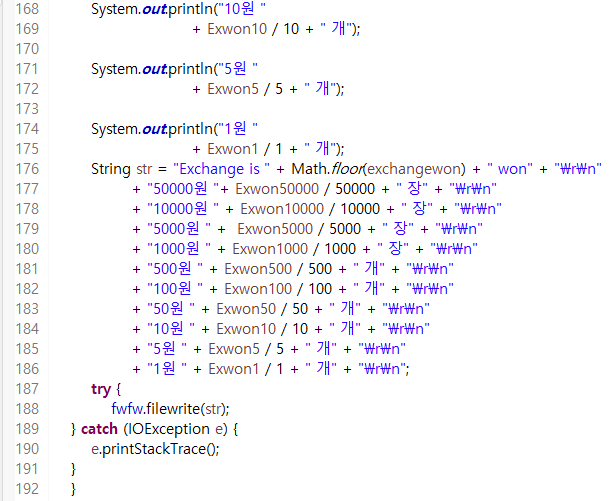 168 System.out.println("10원 "
169 + Exwon10 / 10 + " 개");
170
171 System.out.println("5원 "
172 + Exwon5 / 5 + " 개");
173
174 System.out.println("1원 "
175 + Exwon1 / 1 + " 개");
176 String str = "Exchange is " + Math.floor(exchangewon) + " won" + "₩r₩n"
177 + "50000원 "+ Exwon50000 / 50000 + " 장" + "₩r₩n"
178 + "10000원 " + Exwon10000 / 10000 + " 장" + "₩r₩n"
179 + "5000원 " +  Exwon5000 / 5000 + " 장" + "₩r₩n"
180 + "1000원 " + Exwon1000 / 1000 + " 장" + "₩r₩n"
181 + "500원 " + Exwon500 / 500 + " 개" + "₩r₩n"
182 + "100원 " + Exwon100 / 100 + " 개" + "₩r₩n"
183 + "50원 " + Exwon50 / 50 + " 개" + "₩r₩n"
184 + "10원 " + Exwon10 / 10 + " 개" + "₩r₩n"
185 + "5원 " + Exwon5 / 5 + " 개" + "₩r₩n"
186 + "1원 " + Exwon1 / 1 + " 개" + "₩r₩n";
187 try {
188 fwfw.filewrite(str);
189 } catch (IOException e) {
190 e.printStackTrace();
191 }
192 }